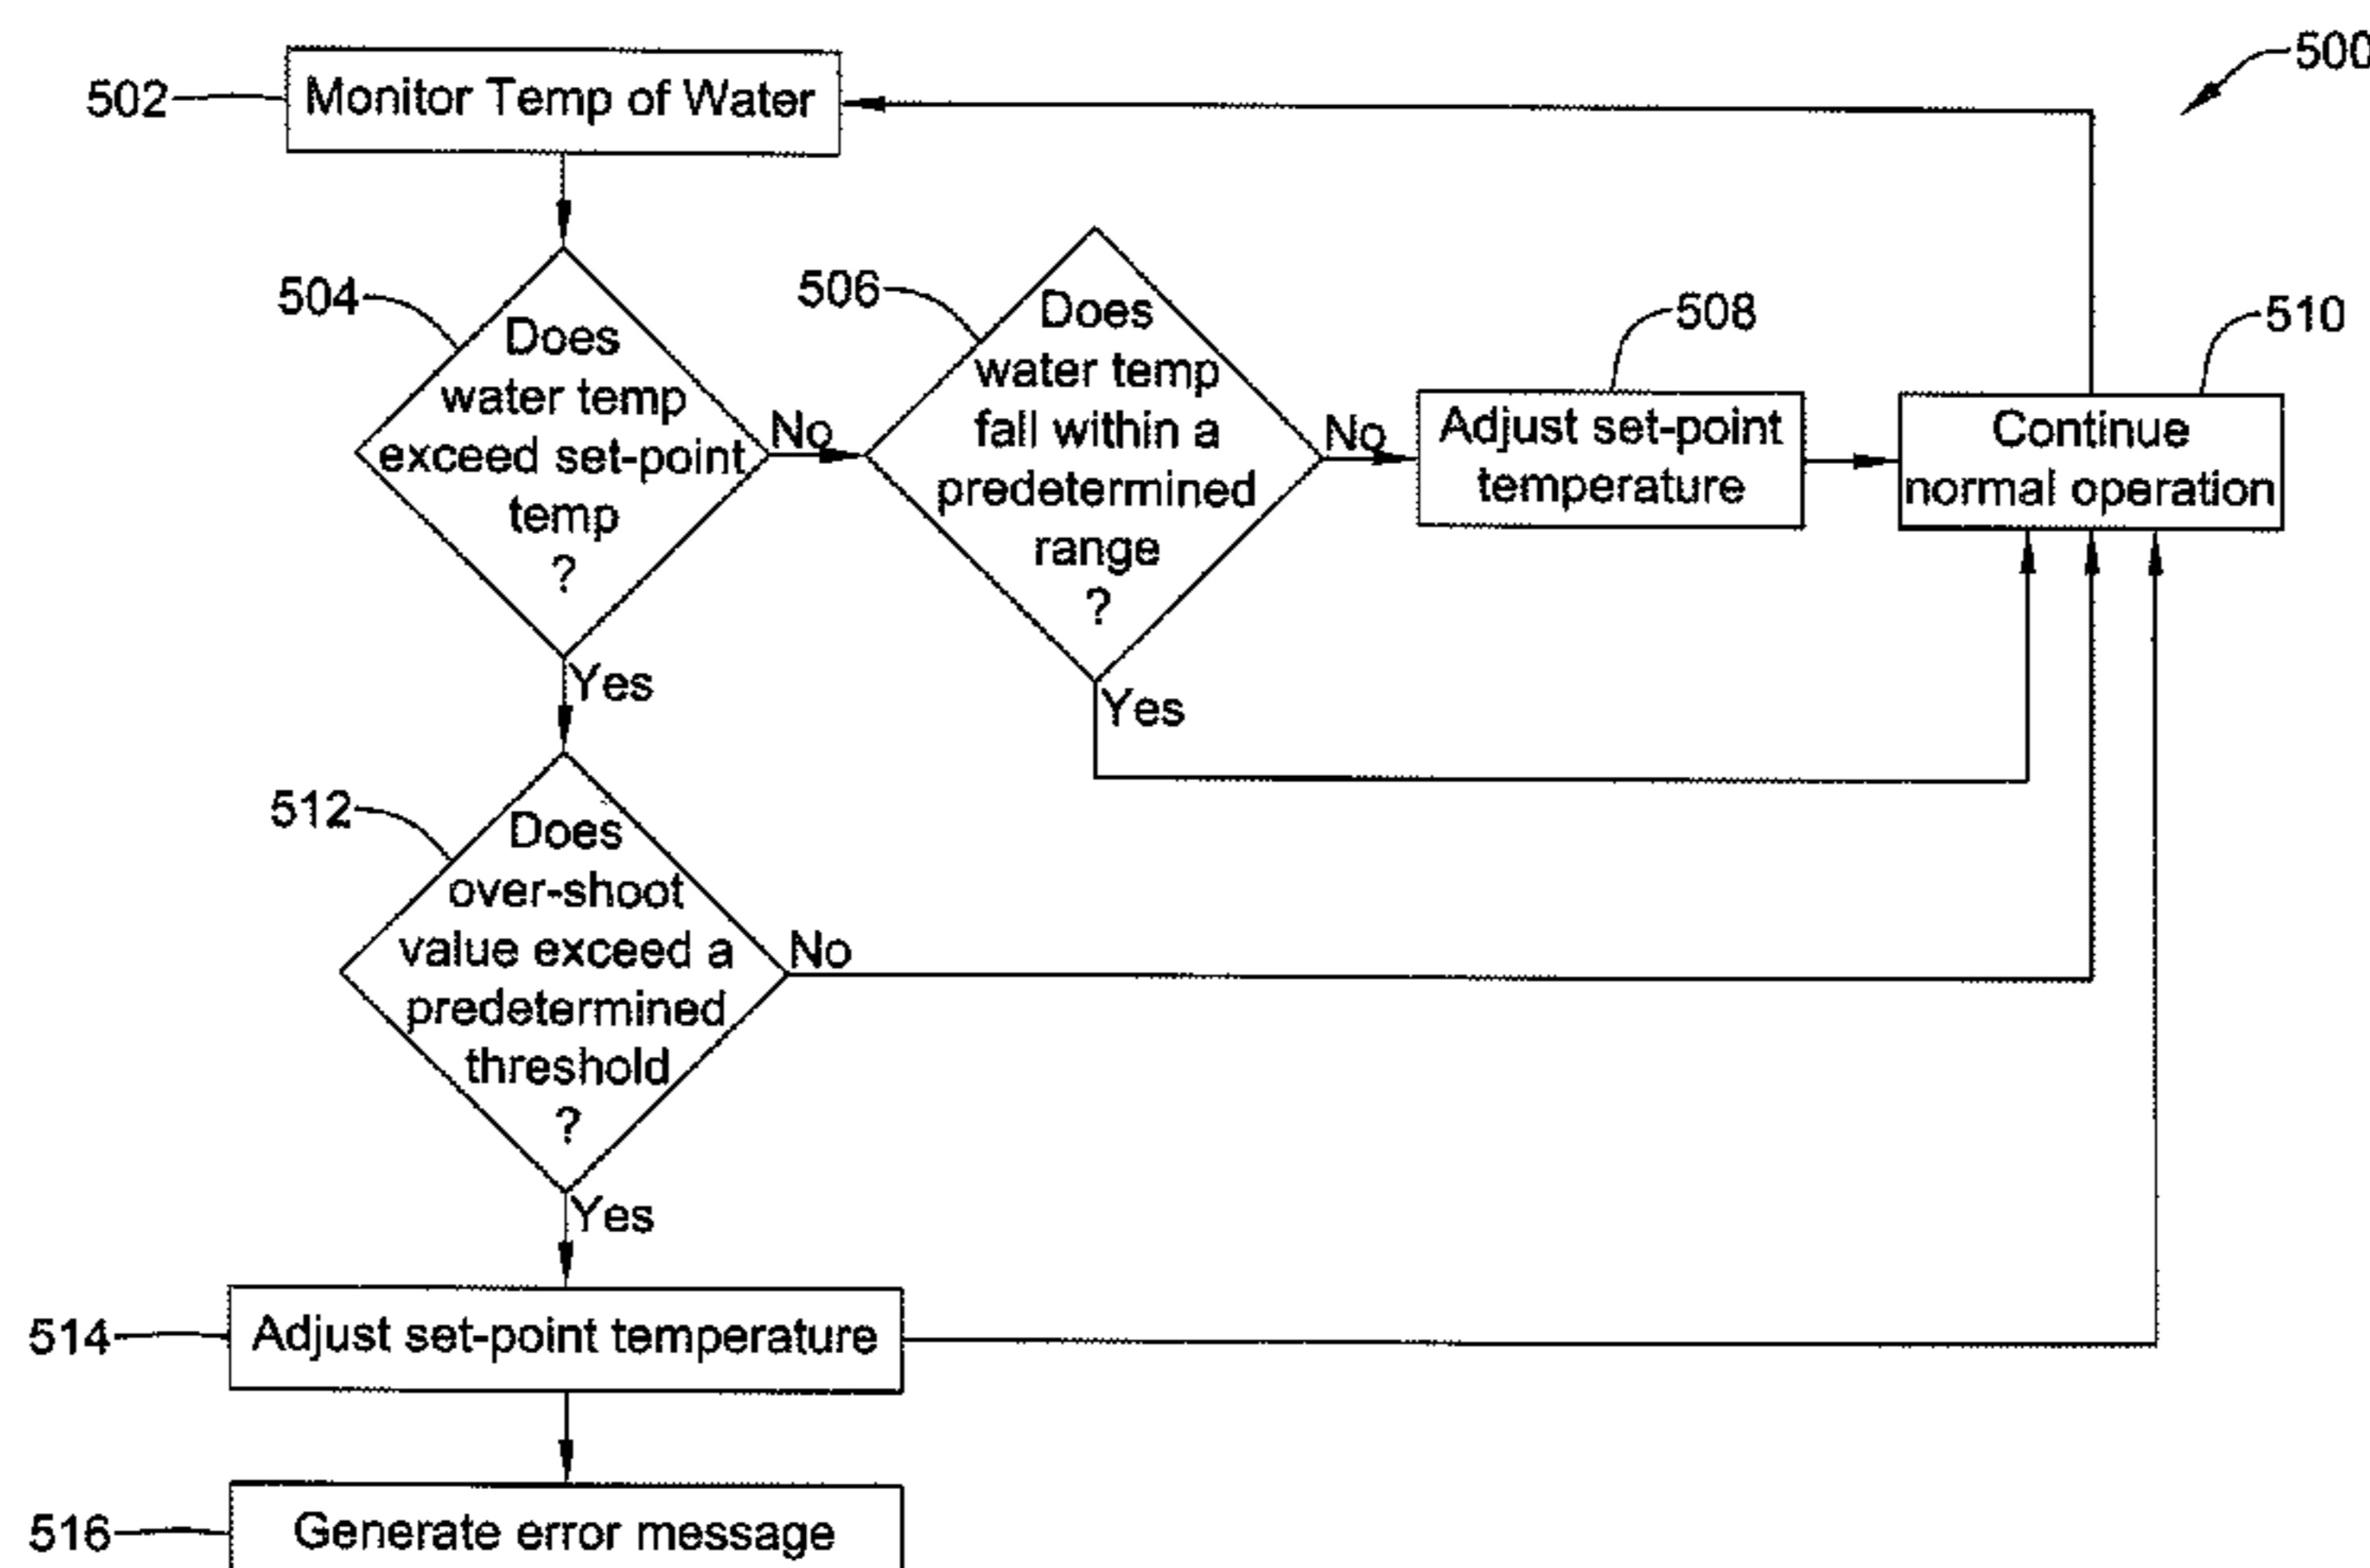 500
502
Monitor Temp of Water
504
Does
water temp
exceed set-point
temp
?
No
Yes
506
Does
water temp
fall within a
predetermined
range
?
No
Yes
508
Adjust set-point
temperature
510
Continue
normal operation
512
Does
over-shoot
value exceed a
predetermined
threshold
?
No
Yes
514
Adjust set-point temperature
516
Generate error message